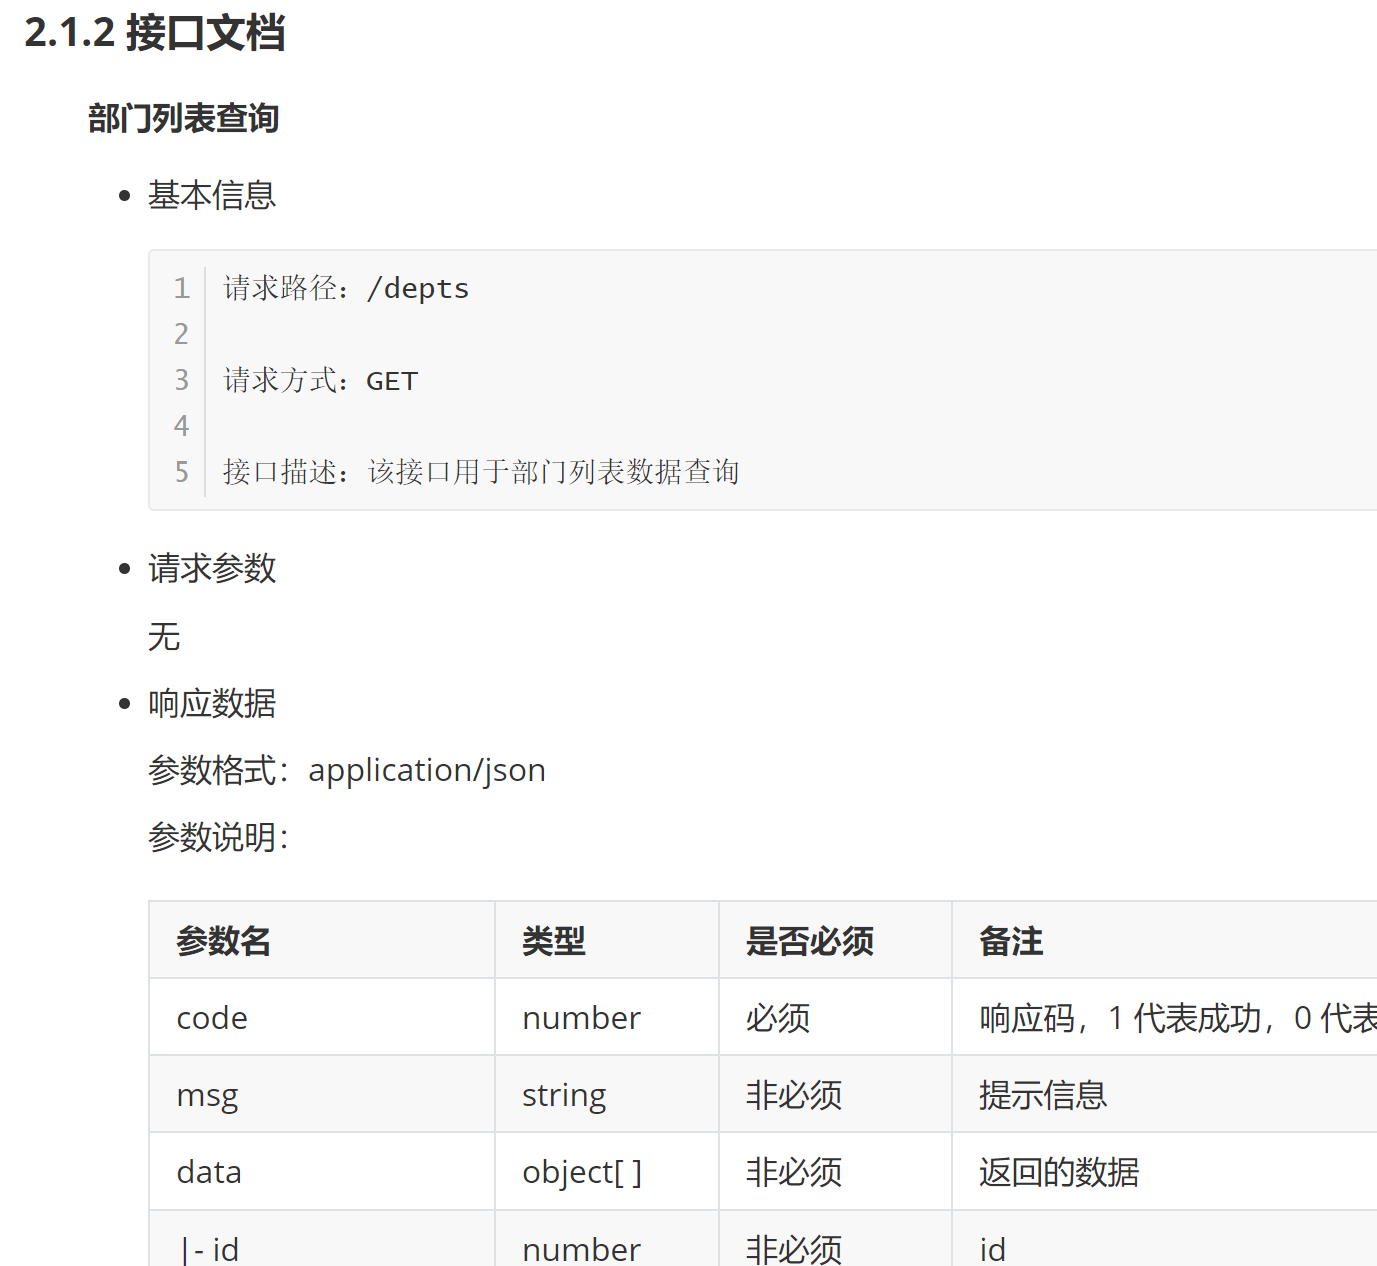 2.1.2 接口文档
部门列表查询
• 基本信息
1 请求路径：/depts
2
3 请求方式：GET
4
5 接口描述：该接口用于部门列表数据查询
• 请求参数
无
• 响应数据
参数格式：application/json
参数说明：
参数名 类型 是否必须 备注
code number 必须 响应码，1 代表成功，0 代表
msg string 非必须 提示信息
data object[ ] 非必须 返回的数据
|- id number 非必须 id